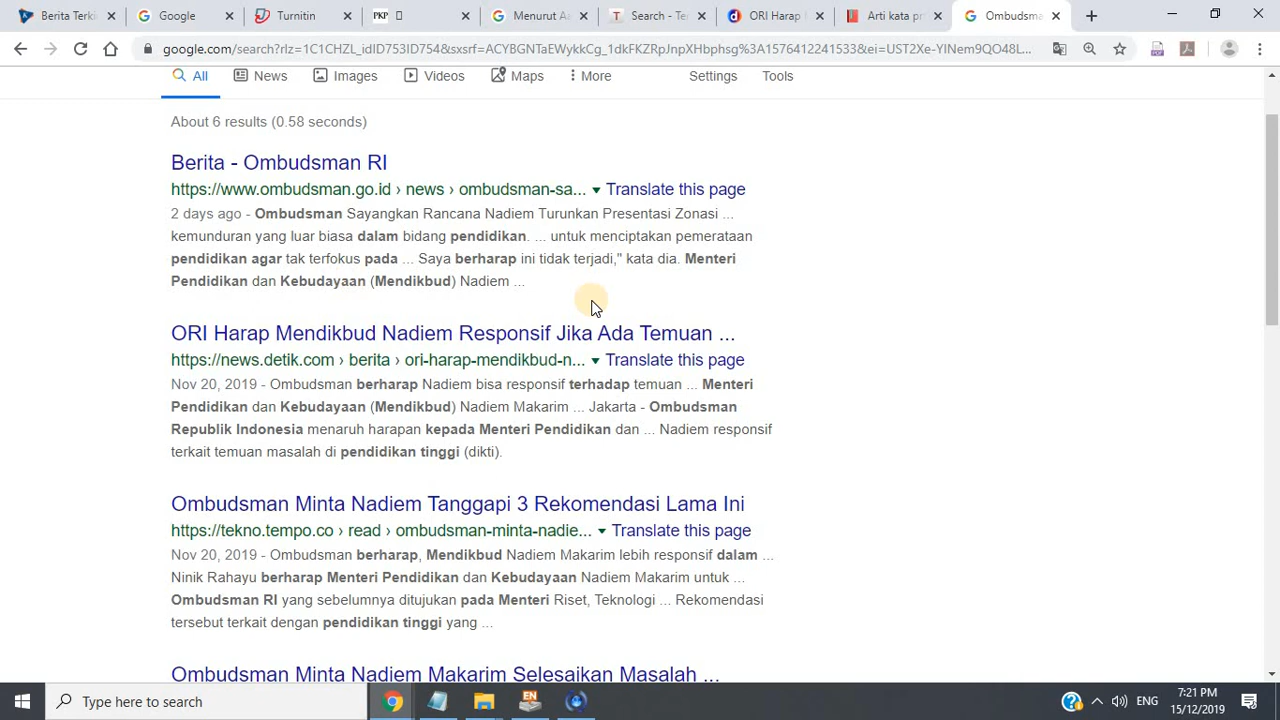 Berita Terki
Google
Turnitin
PKP
Menurut Aa
Search - Te
ORI Harap
Arti kata pr
Ombudsma
google.com/search?rlz=1C1CHZL_idID753ID754&sxsrf=ACYBGNTaEWykkCg_1dkFKZRpJnpXHbphsg%3A1576412241533&ei=UST2Xe-YINem9QO48L...
All
News
Images
Videos
Maps
More
Settings
Tools
About 6 results (0.58 seconds)
Berita - Ombudsman RI
https://www.ombudsman.go.id › news › ombudsman-sa... Translate this page
2 days ago - Ombudsman Sayangkan Rancana Nadiem Turunkan Presentasi Zonasi ...
kemunduran yang luar biasa dalam bidang pendidikan. ... untuk menciptakan pemerataan
pendidikan agar tak terfokus pada ... Saya berharap ini tidak terjadi," kata dia. Menteri
Pendidikan dan Kebudayaan (Mendikbud) Nadiem ...
ORI Harap Mendikbud Nadiem Responsif Jika Ada Temuan ...
https://news.detik.com › berita › ori-harap-mendikbud-n... Translate this page
Nov 20, 2019 - Ombudsman berharap Nadiem bisa responsif terhadap temuan ... Menteri
Pendidikan dan Kebudayaan (Mendikbud) Nadiem Makarim ... Jakarta - Ombudsman
Republik Indonesia menaruh harapan kepada Menteri Pendidikan dan ... Nadiem responsif
terkait temuan masalah di pendidikan tinggi (dikti).
Ombudsman Minta Nadiem Tanggapi 3 Rekomendasi Lama Ini
https://tekno.tempo.co › read › ombudsman-minta-nadie... Translate this page
Nov 20, 2019 - Ombudsman berharap, Mendikbud Nadiem Makarim lebih responsif dalam ...
Ninik Rahayu berharap Menteri Pendidikan dan Kebudayaan Nadiem Makarim untuk ...
Ombudsman RI yang sebelumnya ditujukan pada Menteri Riset, Teknologi ... Rekomendasi
tersebut terkait dengan pendidikan tinggi yang ...
Ombudsman Minta Nadiem Makarim Selesaikan Masalah ...
Type here to search
EN
ENG
7:21 PM
15/12/2019